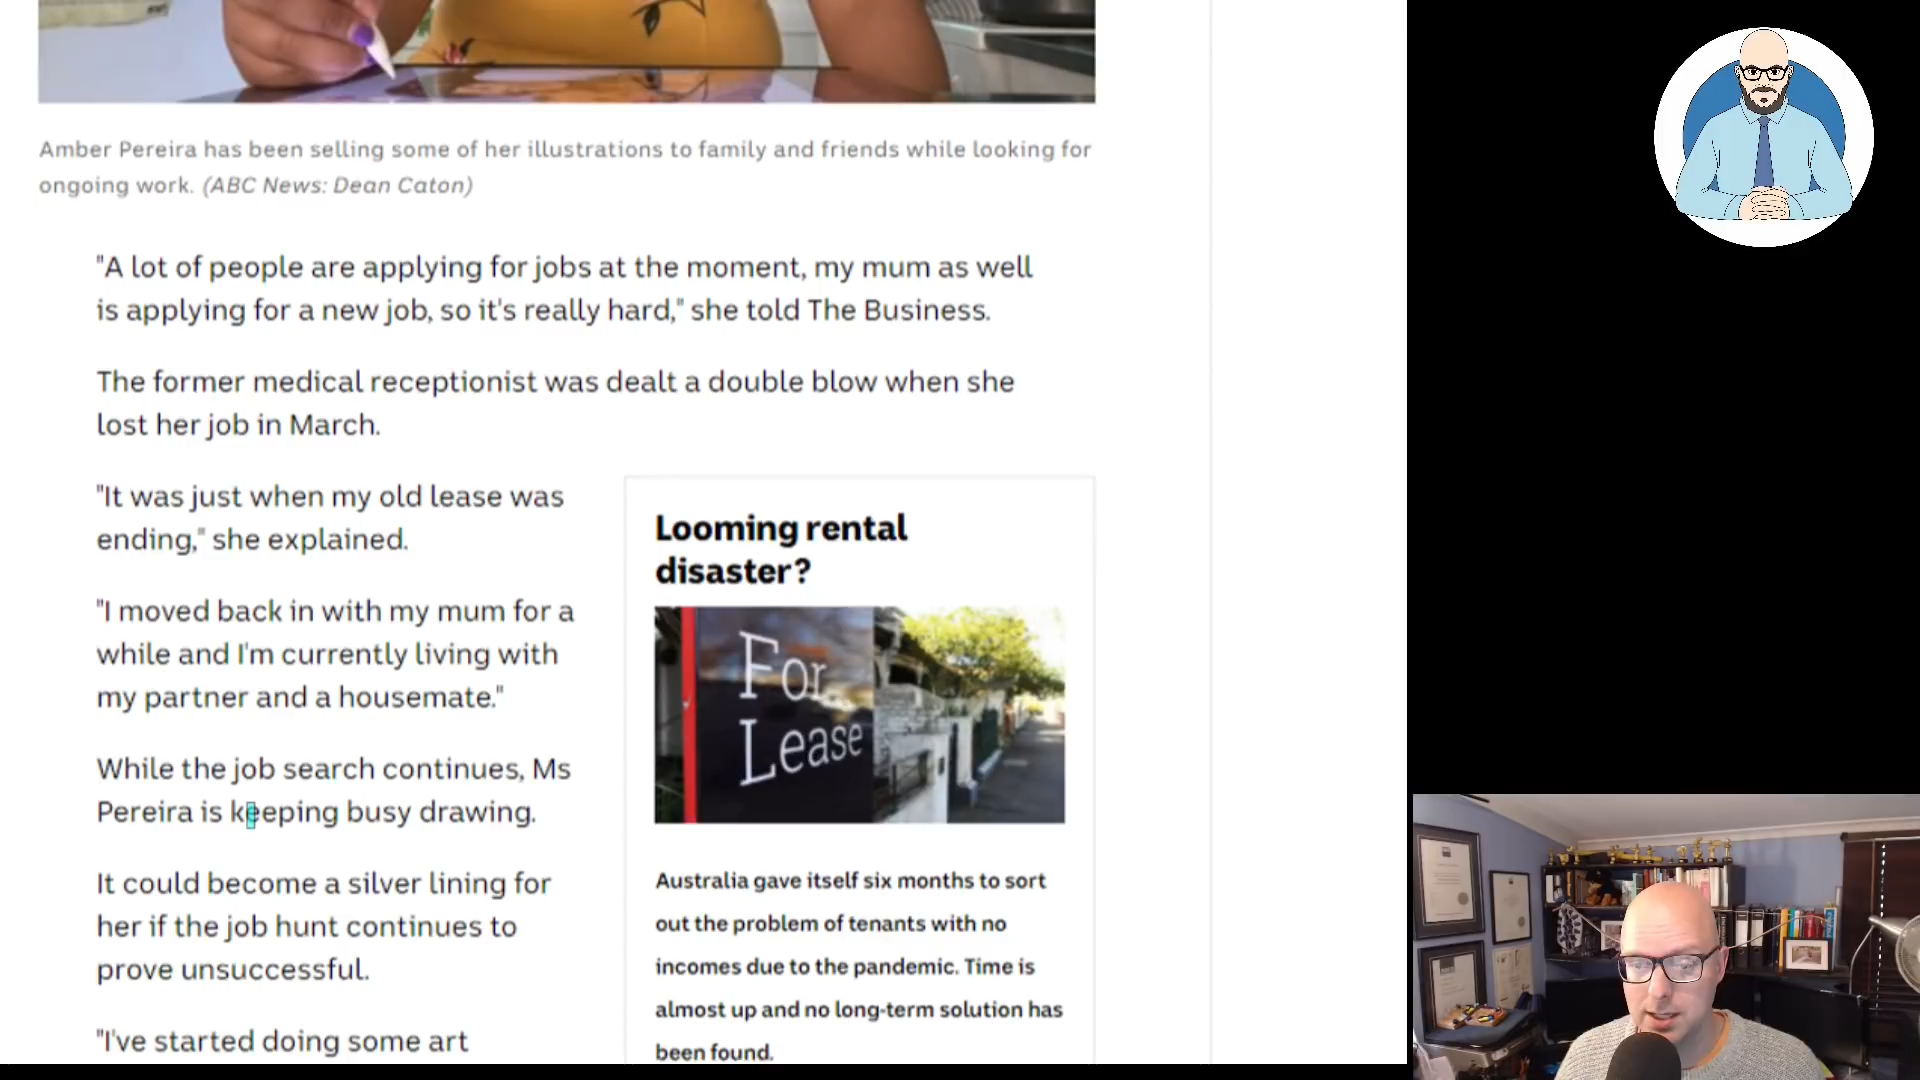 Amber Pereira has been selling some of her illustrations to family and friends while looking for
ongoing work. (ABC News: Dean Caton)
"A lot of people are applying for jobs at the moment, my mum as well
is applying for a new job, so it's really hard," she told The Business.
The former medical receptionist was dealt a double blow when she
lost her job in March.
"It was just when my old lease was
ending," she explained.
"I moved back in with my mum for a
while and I'm currently living with
my partner and a housemate."
While the job search continues, Ms
Pereira is keeping busy drawing.
It could become a silver lining for
her if the job hunt continues to
prove unsuccessful.
"I've started doing some art
Looming rental
disaster?
For
Lease
Australia gave itself six months to sort
out the problem of tenants with no
incomes due to the pandemic. Time is
almost up and no long-term solution has
been found.